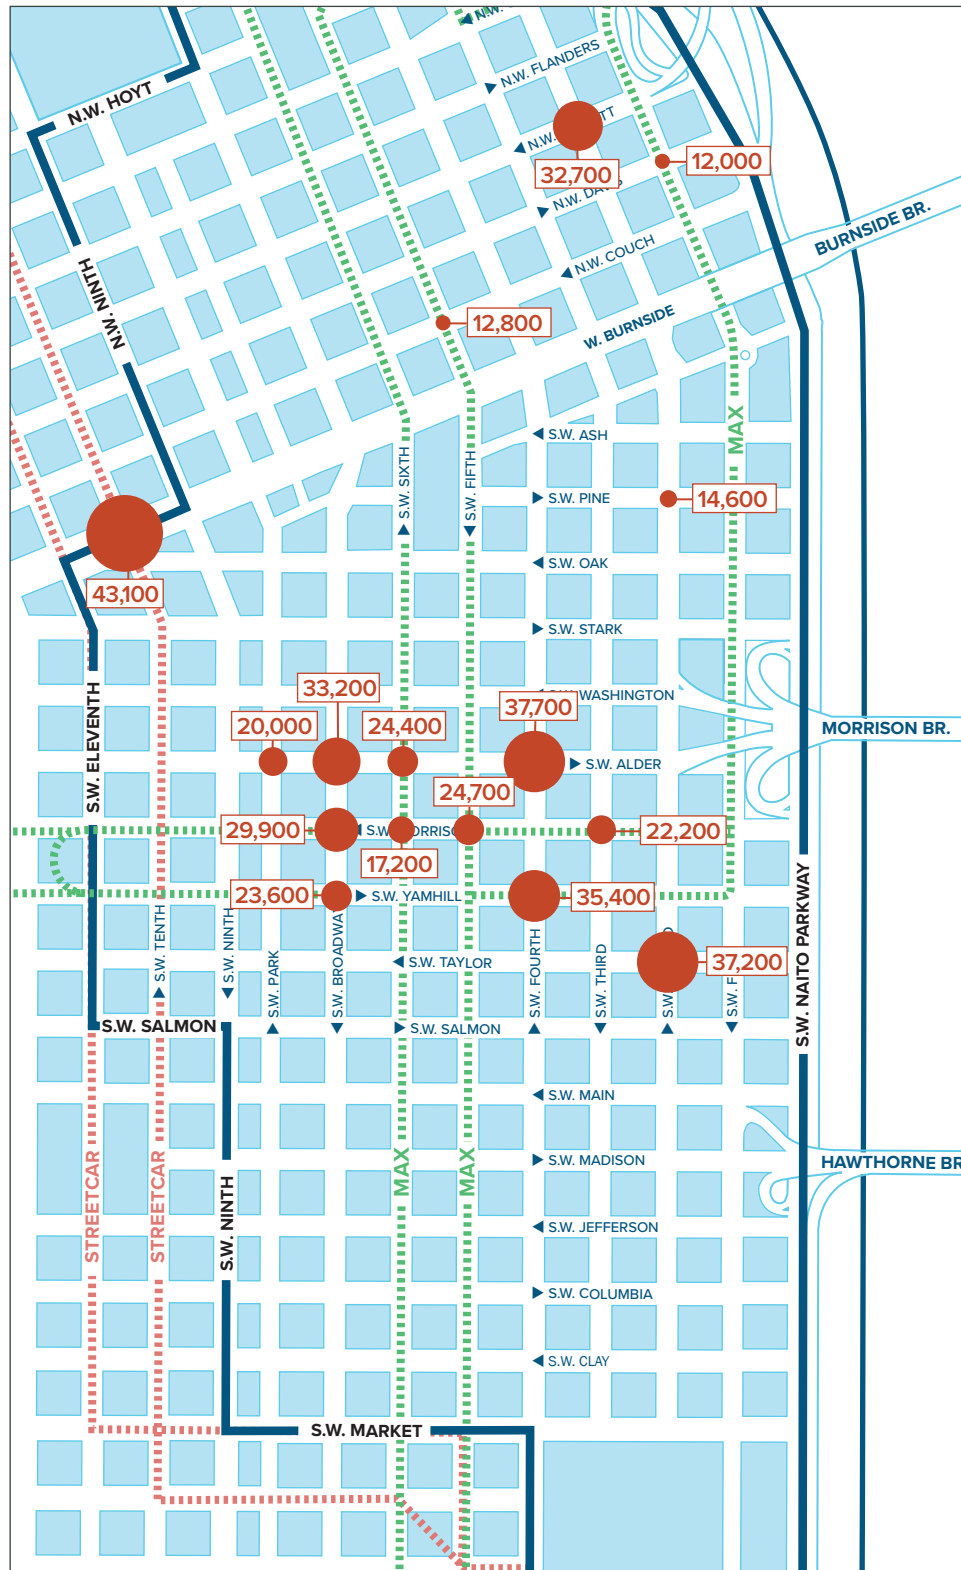 N.W. FLANDERS
N.W. HOYT
32,700
12,000
BURNSIDE BR.
N.W. COUCH
N.W. NINTH
12,800
W. BURNSIDE
MAX
S.W. ASH
S.W. SIXTH
S.W. FIFTH
S.W. PINE
14,600
S.W. OAK
43,100
S.W. STARK
33,200
WASHINGTON
37,700
20,000
24,400
MORRISON BR.
S.W. ELEVENTH
S.W. ALDER
24,700
29,900
22,200
17,200
23,600
S.W. YAMHILL
35,400
S.W. NAITO PARKWAY
S.W. TENTH
S.W. NINTH
S.W. PARK
S.W. BROADWA
S.W. TAYLOR
S.W. FOURTH
S.W. THIRD
37,200
S.W. SALMON
S.W. SALMON
S.W. MAIN
STREETCAR
STREETCAR
S.W. NINTH
MAX
MAX
S.W. MADISON
HAWTHORNE BR
S.W. JEFFERSON
S.W. COLUMBIA
S.W. CLAY
S.W. MARKET